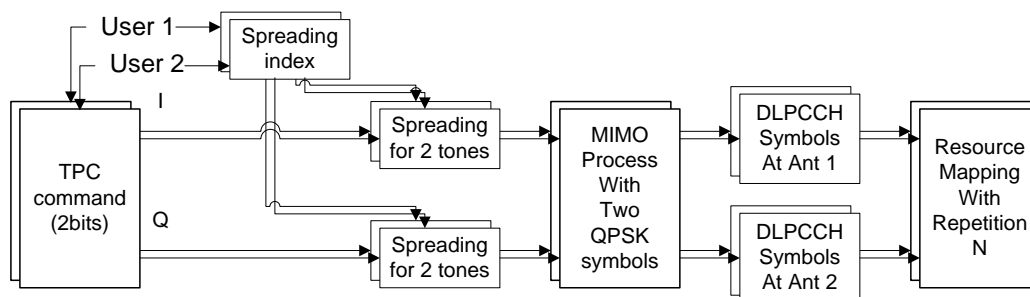 User 1
User 2
Spreading
index
I
Q
TPC
command
(2bits)
Spreading
for 2 tones
Spreading
for 2 tones
MIMO
Process
With
Two
QPSK
symbols
DLPCCH
Symbols
At Ant 1
DLPCCH
Symbols
At Ant 2
Resource
Mapping
With
Repetition
N